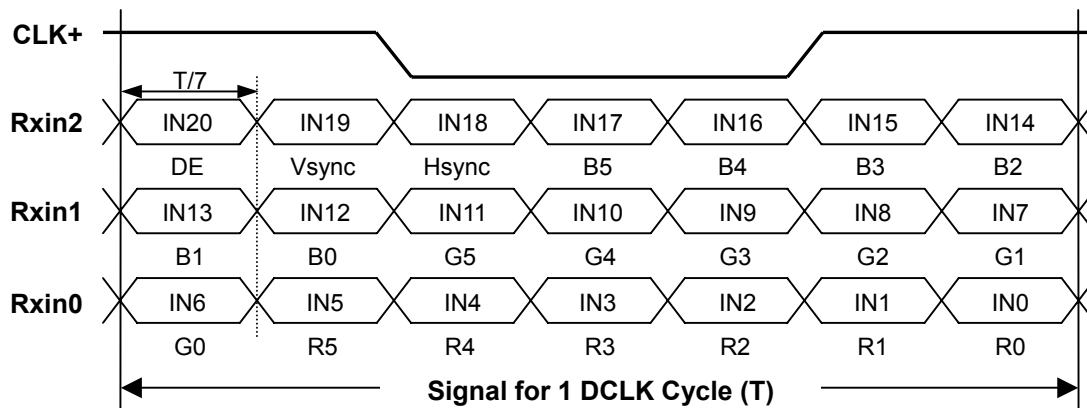 CLK+
T/7
Rxin2 IN20 IN19 IN18 IN17 IN16 IN15 IN14
DE Vsync Hsync B5 B4 B3 B2
Rxin1 IN13 IN12 IN11 IN10 IN9 IN8 IN7
B1 B0 G5 G4 G3 G2 G1
Rxin0 IN6 IN5 IN4 IN3 IN2 IN1 IN0
G0 R5 R4 R3 R2 R1 R0
Signal for 1 DCLK Cycle (T)